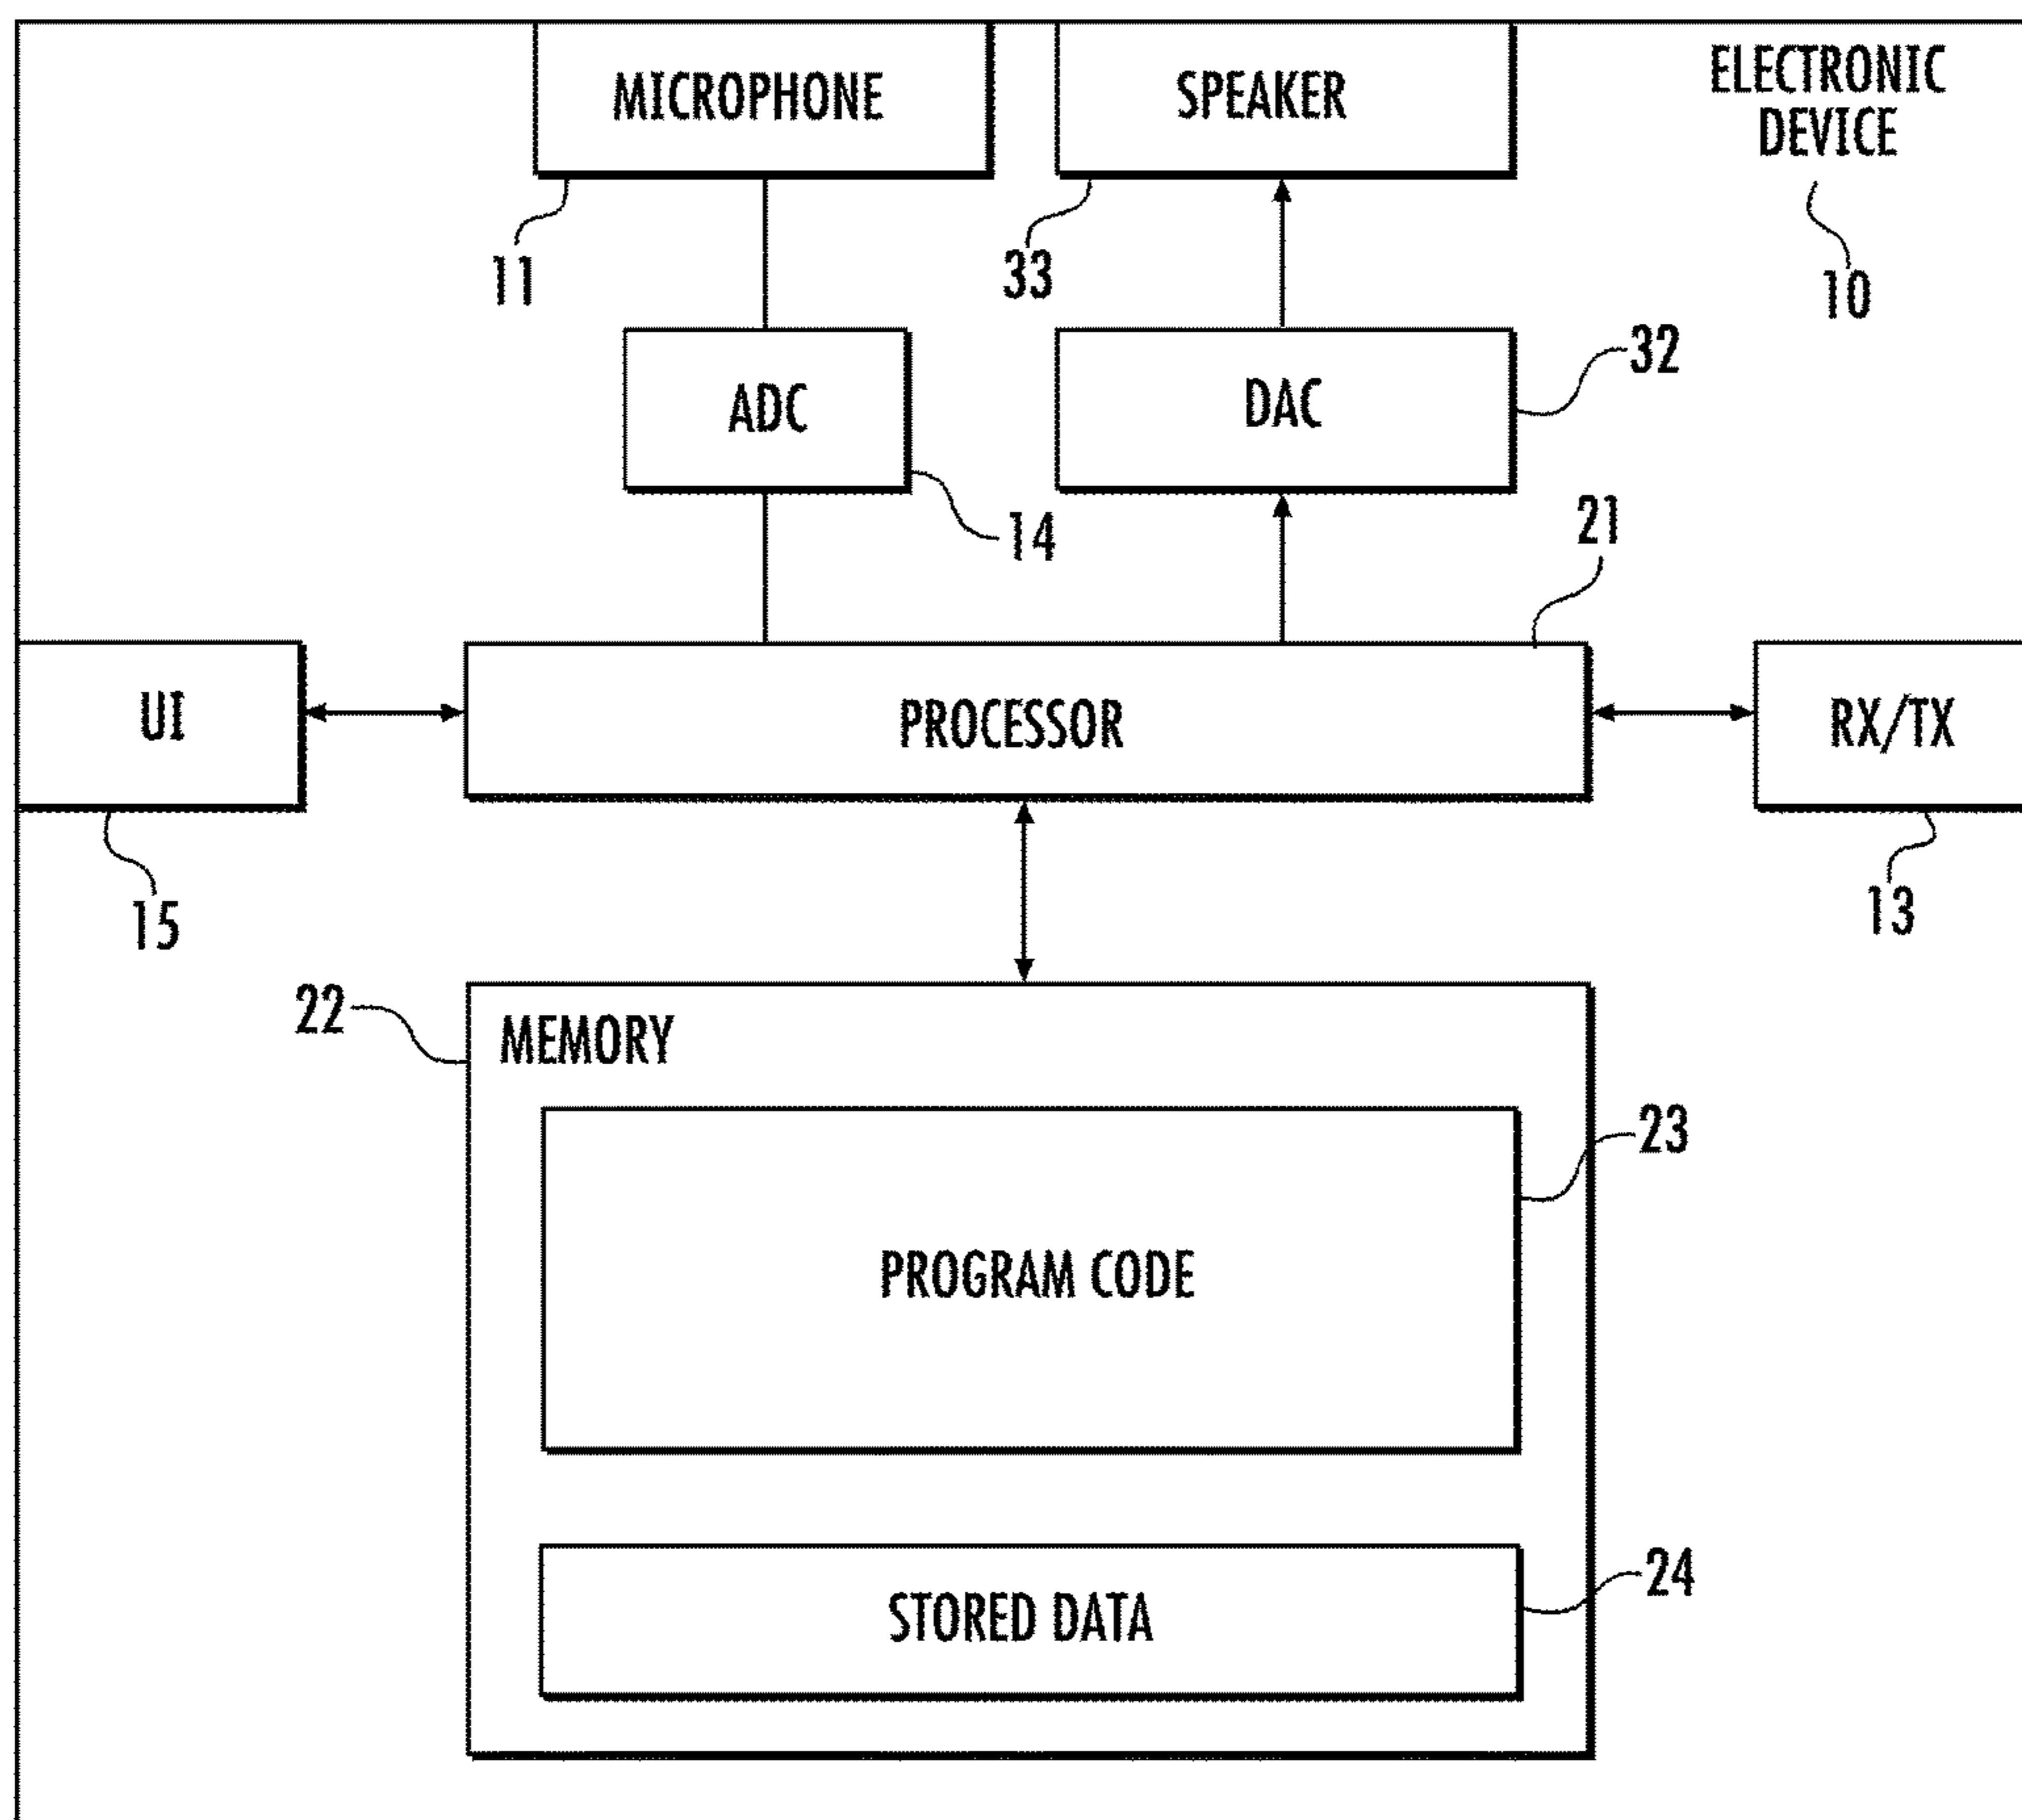 MICROPHONE
SPEAKER
ELECTRONIC
DEVICE
11
33
10
ADC
DAC
32
14
21
UI
PROCESSOR
RX/TX
15
13
22
MEMORY
23
PROGRAM CODE
24
STORED DATA